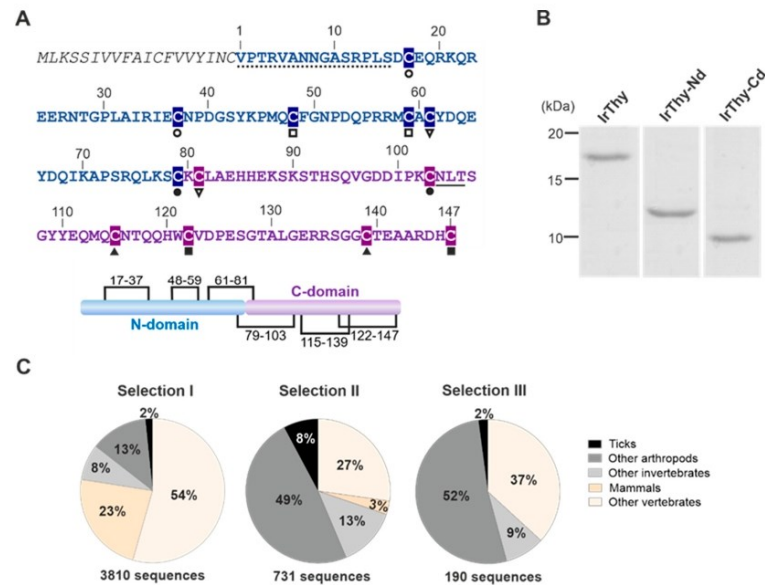 A
1 10 20
MLKSSIVVFAICFVVYINCVPTRVANNGASRPLSDCEQRKQR
30 40 50 60
EERNTGPLAIRIECNPDGSYKPMQCFGNPDQPRRMCACYDQE
70 80 90 100
YDQIKAPSRQLKSCKCLAEHHEKSKSTHSQVGDDIPKCNLTS
110 120 130 140 147
GYYEQMQCNTQQHWCVDPESGTALGERRSGGCTEAARDHC
17-37 48-59 61-81
C-domain
N-domain
79-103 115-139 122-147
B
(kDa) IrThy IrThy-Nd IrThy-Cd
20
15
10
C
Selection I
2%
13%
8%
23%
54%
3810 sequences
Selection II
8%
27%
49%
3%
13%
731 sequences
Selection III
2%
37%
52%
9%
190 sequences
Ticks
Other arthropods
Other invertebrates
Mammals
Other vertebrates